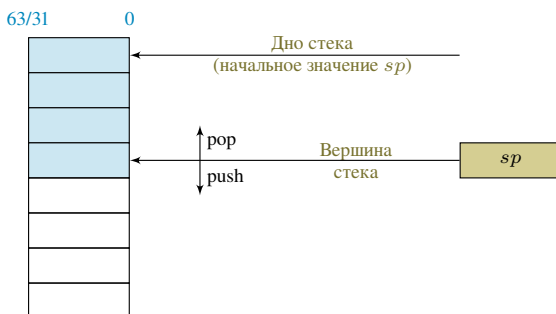 63/31 0
Дно стека
(начальное значение sp)
pop
Вершина
стека
sp
push